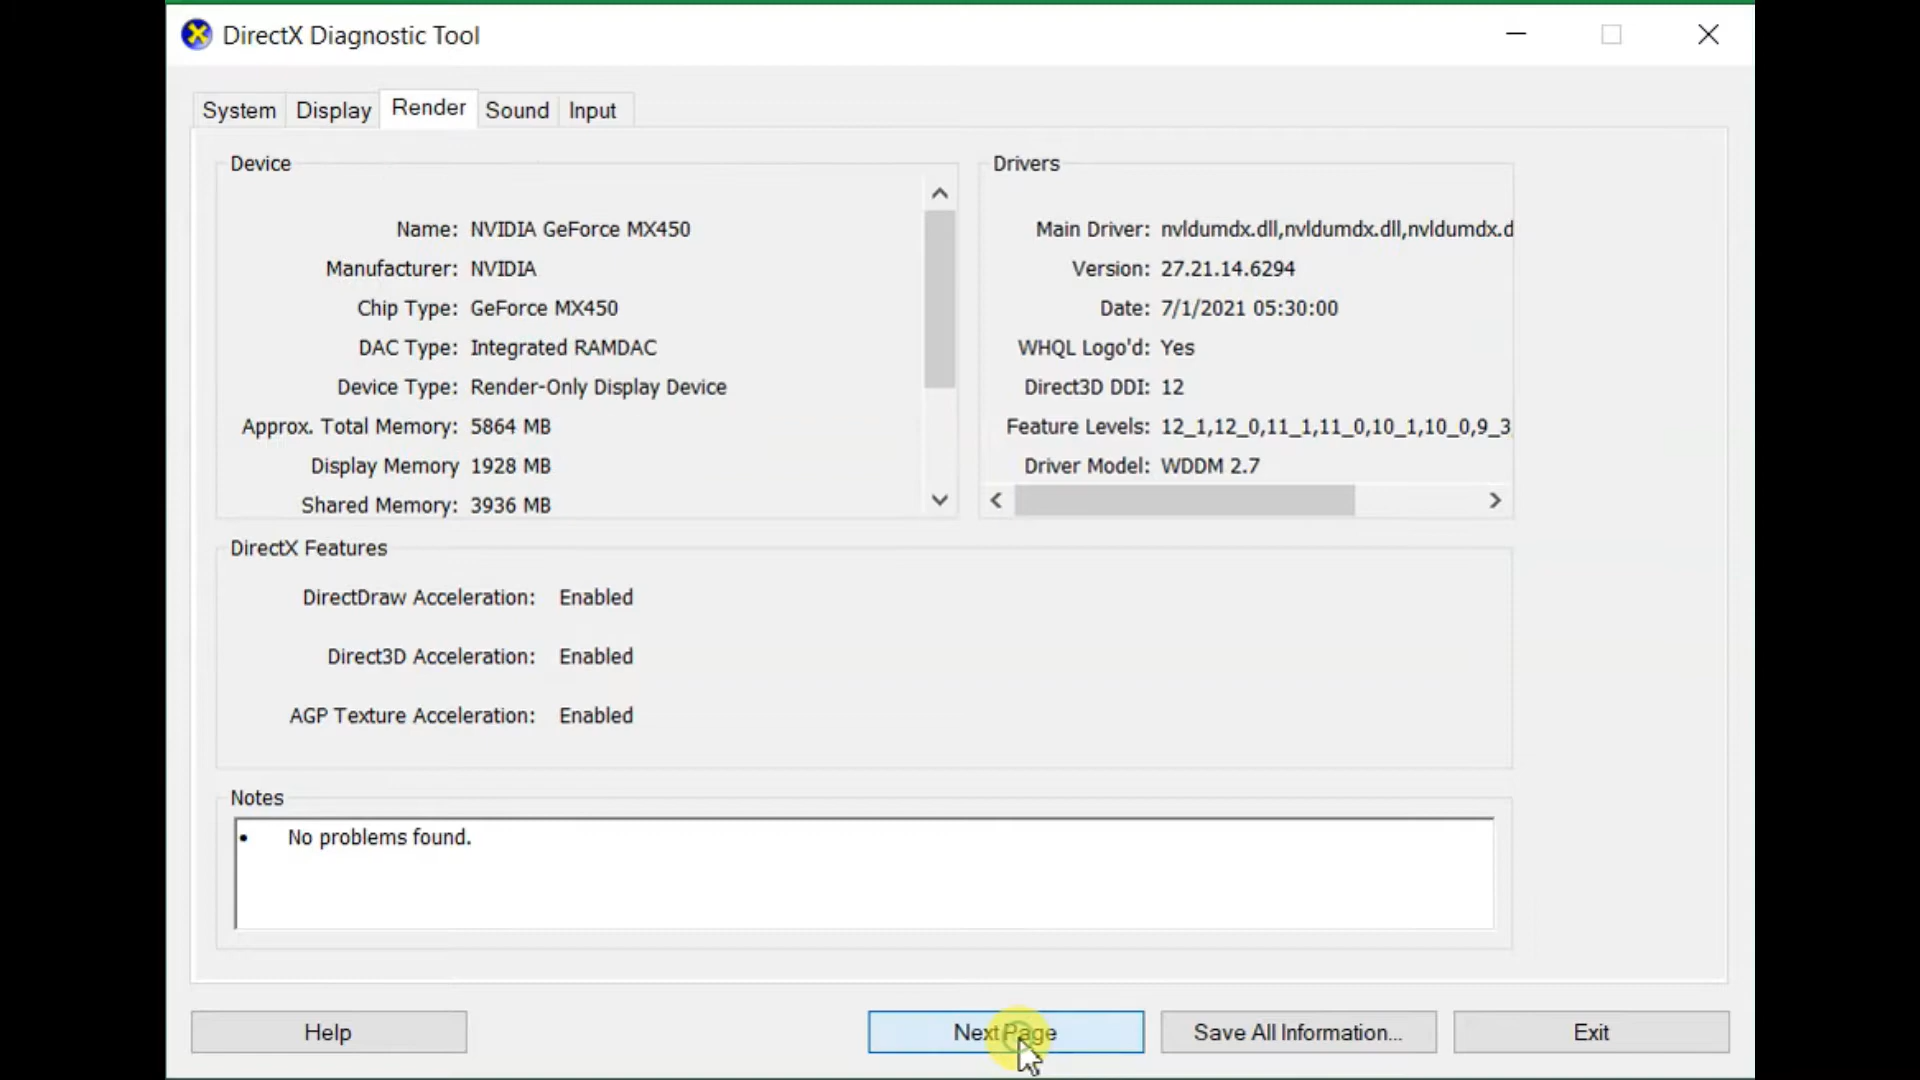 DirectX Diagnostic Tool
System Display Render Sound Input
Device
Name: NVIDIA GeForce MX450
Manufacturer: NVIDIA
Chip Type: GeForce MX450
DAC Type: Integrated RAMDAC
Device Type: Render-Only Display Device
Approx. Total Memory: 5864 MB
Display Memory 1928 MB
Shared Memory: 3936 MB
Drivers
Main Driver: nvldumdx.dll,nvldumdx.dll,nvldumdx.d
Version: 27.21.14.6294
Date: 7/1/2021 05:30:00
WHQL Logo'd: Yes
Direct3D DDI: 12
Feature Levels: 12_1,12_0,11_1,11_0,10_1,10_0,9_3,
Driver Model: WDDM 2.7
DirectX Features
DirectDraw Acceleration: Enabled
Direct3D Acceleration: Enabled
AGP Texture Acceleration: Enabled
Notes
• No problems found.
Help
Next Page
Save All Information...
Exit